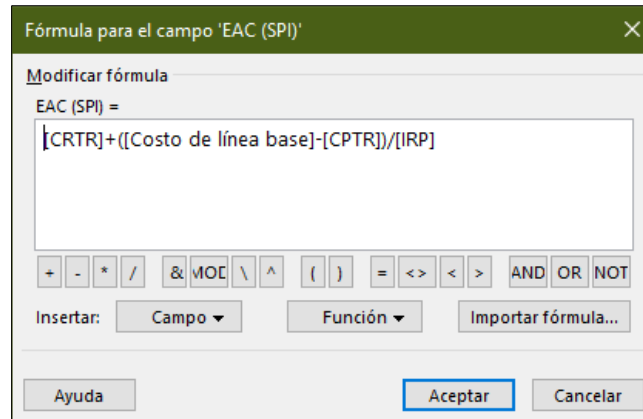 Fórmula para el campo 'EAC (SPI)'
Modificar fórmula
EAC (SPI) =
[CRTR]+([Costo de línea base]-[CPTR])/[IRP]
+ - * / & MOD \ ^ ( ) = <> < > AND OR NOT
Insertar: Campo Función Importar fórmula...
Ayuda Aceptar Cancelar